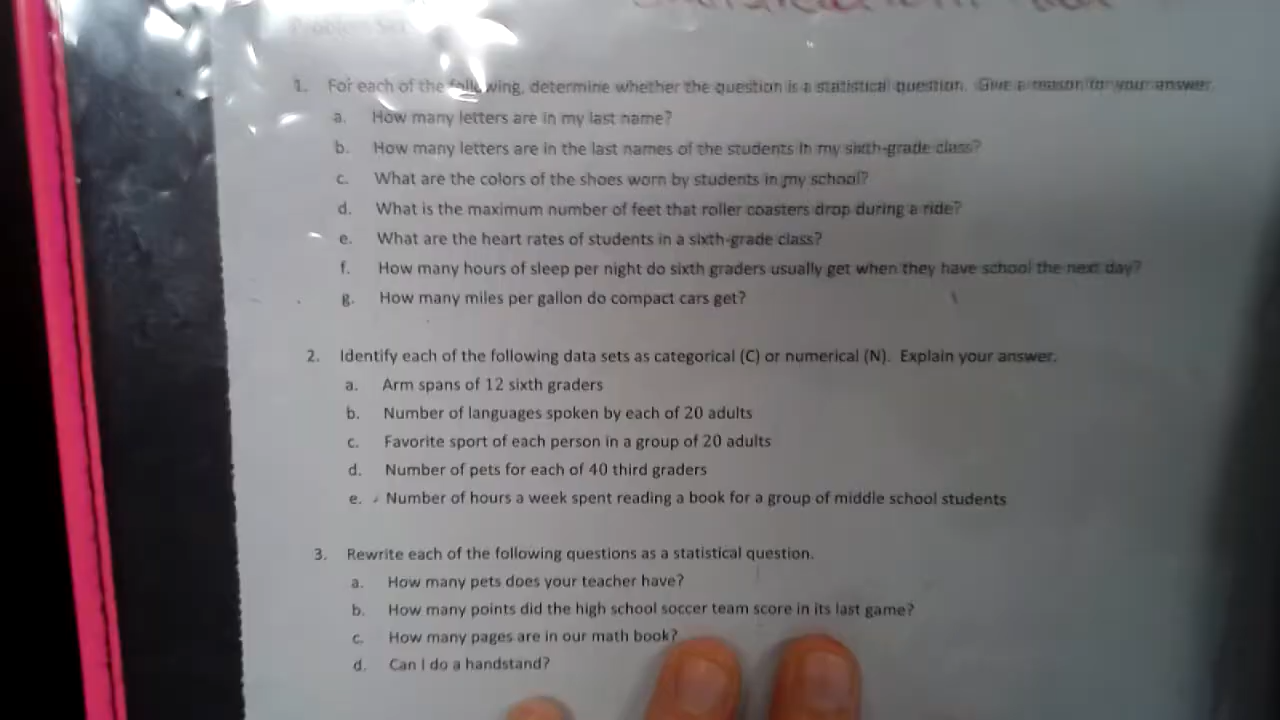 Problem Set
1. For each of the following, determine whether the question is a statistical question. Give a reason for your answer.
a. How many letters are in my last name?
b. How many letters are in the last names of the students in my sixth-grade class?
c. What are the colors of the shoes worn by students in my school?
d. What is the maximum number of feet that roller coasters drop during a ride?
e. What are the heart rates of students in a sixth-grade class?
f. How many hours of sleep per night do sixth graders usually get when they have school the next day?
g. How many miles per gallon do compact cars get?
2. Identify each of the following data sets as categorical (C) or numerical (N). Explain your answer.
a. Arm spans of 12 sixth graders
b. Number of languages spoken by each of 20 adults
c. Favorite sport of each person in a group of 20 adults
d. Number of pets for each of 40 third graders
e. Number of hours a week spent reading a book for a group of middle school students
3. Rewrite each of the following questions as a statistical question.
a. How many pets does your teacher have?
b. How many points did the high school soccer team score in its last game?
c. How many pages are in our math book?
d. Can I do a handstand?